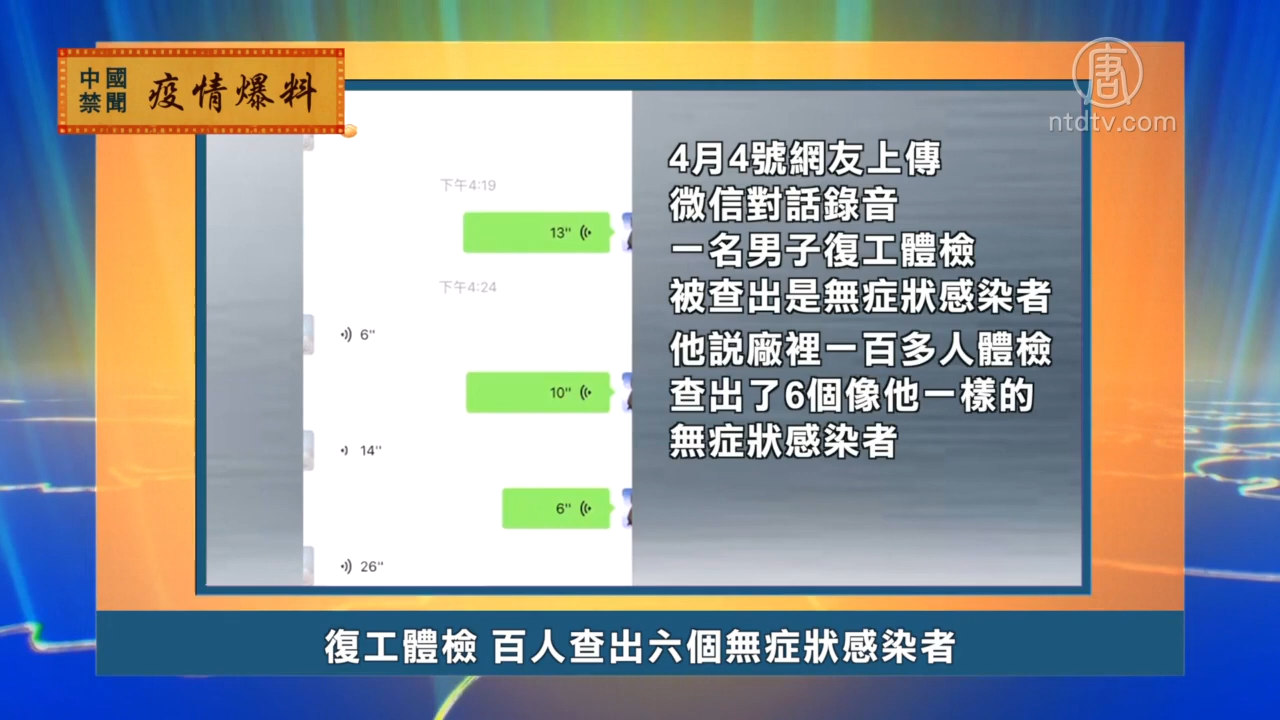 中國
禁聞
疫情爆料
唐
ntdtv.com
下午4:19
13"
下午4:24
6"
10"
14"
6"
26"
4月4號網友上傳
微信對話錄音
一名男子復工體檢
被查出是無症狀感染者
他説廠裡一百多人體檢
查出了6個像他一樣的
無症狀感染者
復工體檢 百人查出六個無症狀感染者